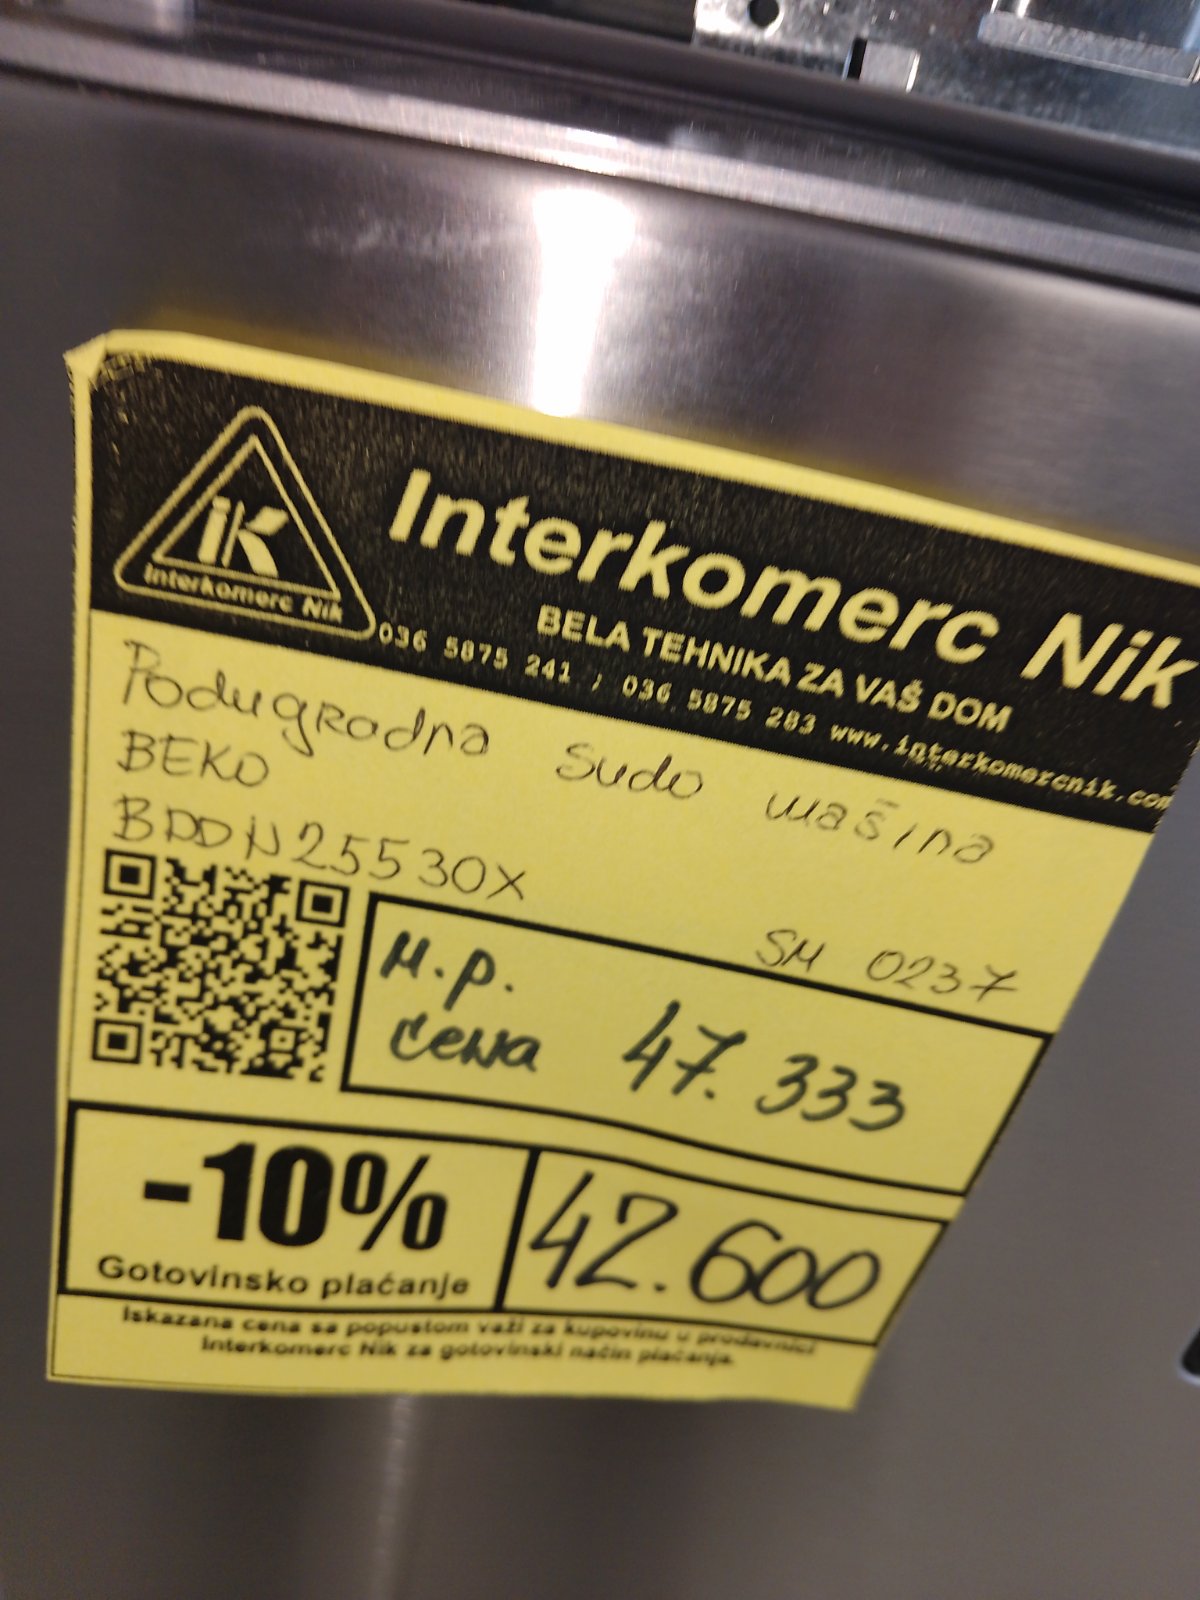 iK
Interkomerc Nik
Interkomerc Nik
BELA TEHNIKA ZA VAŠ DOM
036 5875 241 ; 036 5875 283 www.interkomercnik.com
Podugradna sudo mašina
BEKO
BDDN25530X
SM 0237
M.p.
cena 47.333
-10%
Gotovinsko plaćanje
42.600
Iskazana cena sa popustom važi za kupovinu u prodavnici
Interkomerc Nik za gotovinski način plaćanja.